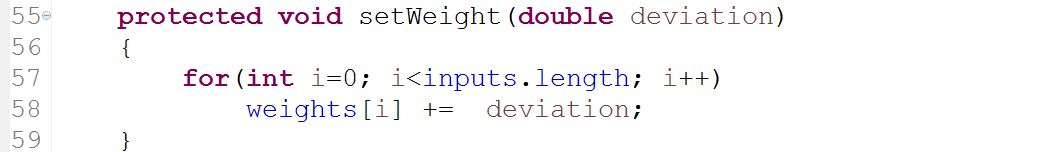 55 protected void setWeight(double deviation)
56 {
57 for(int i=0; i<inputs.length; i++)
58 weights[i] += deviation;
59 }